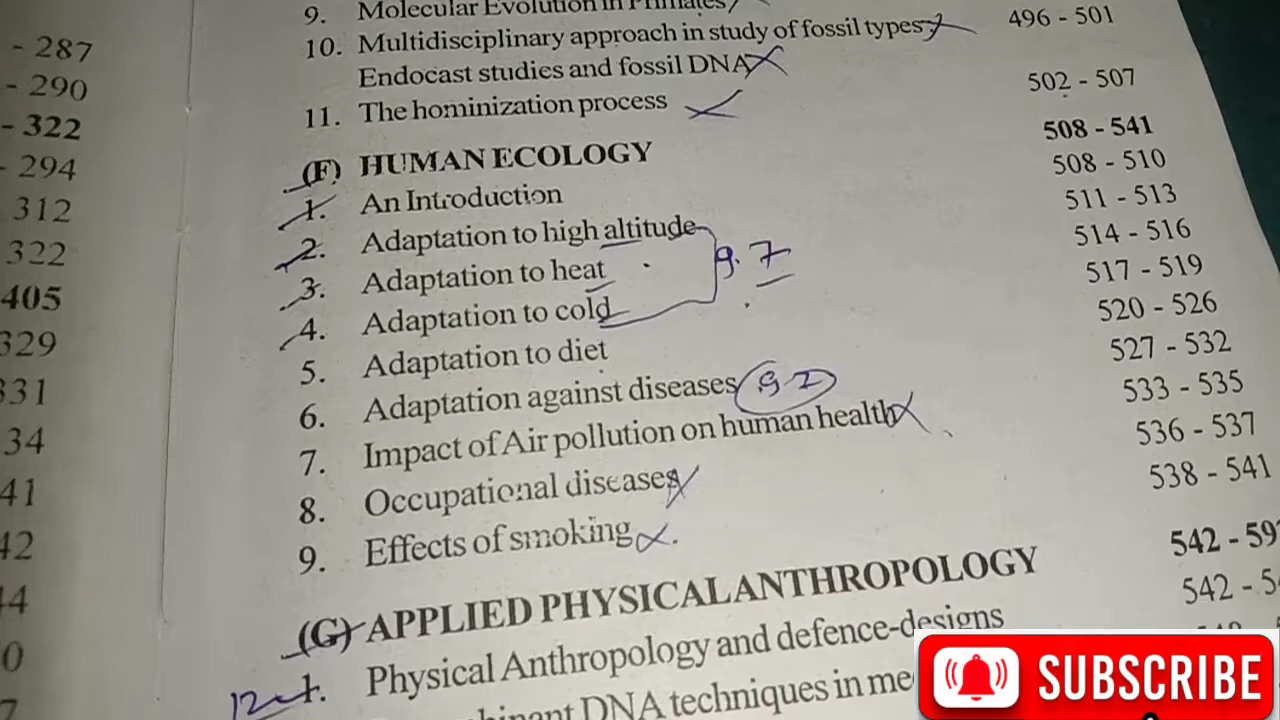 - 287
- 290
- 322
- 294
312
322
405
329
331
34
41
42
44
0
7
9. Molecular Evolution in Primates
10. Multidisciplinary approach in study of fossil types 496 - 501
Endocast studies and fossil DNA
11. The hominization process 502 - 507
(F) HUMAN ECOLOGY 508 - 541
1. An Introduction 508 - 510
2. Adaptation to high altitude 511 - 513
3. Adaptation to heat 514 - 516
9.7
4. Adaptation to cold 517 - 519
5. Adaptation to diet 520 - 526
6. Adaptation against diseases 527 - 532
7. Impact of Air pollution on human health 533 - 535
8. Occupational diseases 536 - 537
9. Effects of smoking 538 - 541
(G) APPLIED PHYSICAL ANTHROPOLOGY 542 - 59
1. Physical Anthropology and defence-designs 542 - 5
DNA techniques in me
SUBSCRIBE